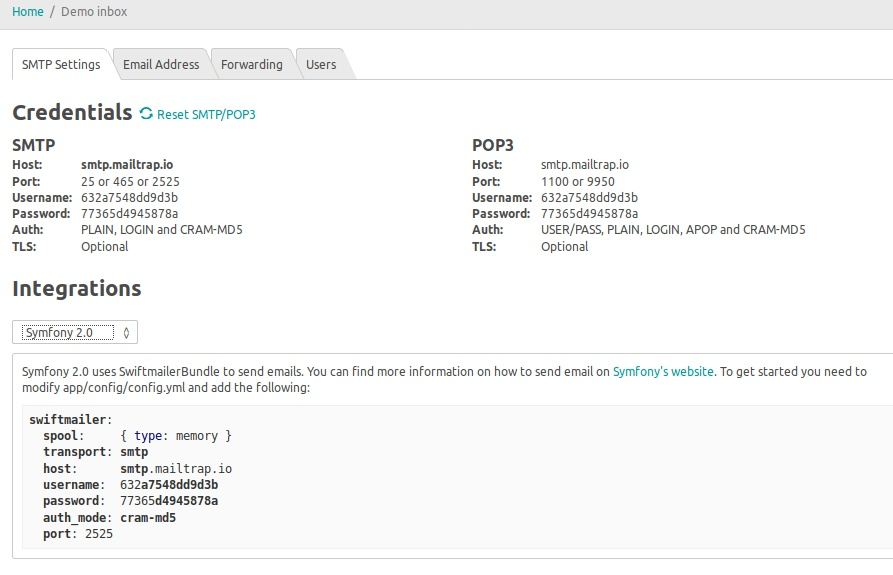 Home / Demo inbox
SMTP Settings Email Address Forwarding Users
Credentials Reset SMTP/POP3
SMTP
Host: smtp.mailtrap.io
Port: 25 or 465 or 2525
Username: 632a7548dd9d3b
Password: 77365d4945878a
Auth: PLAIN, LOGIN and CRAM-MD5
TLS: Optional
POP3
Host: smtp.mailtrap.io
Port: 1100 or 9950
Username: 632a7548dd9d3b
Password: 77365d4945878a
Auth: USER/PASS, PLAIN, LOGIN, APOP and CRAM-MD5
TLS: Optional
Integrations
Symfony 2.0
Symfony 2.0 uses SwiftmailerBundle to send emails. You can find more information on how to send email on Symfony's website. To get started you need to
modify app/config/config.yml and add the following:
swiftmailer:
  spool:     { type: memory }
  transport: smtp
  host:      smtp.mailtrap.io
  username:  632a7548dd9d3b
  password:  77365d4945878a
  auth_mode: cram-md5
  port: 2525